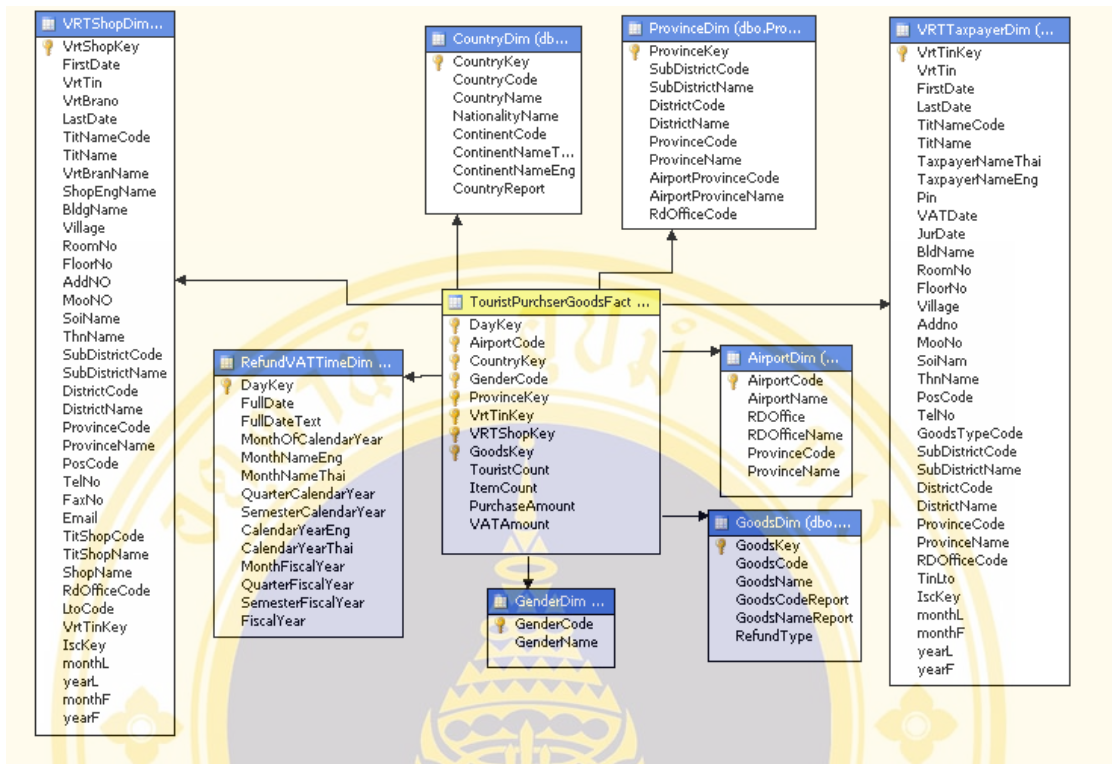 VRTShopDim...
VrtShopKey
FirstDate
VrtTin
VrtBrano
LastDate
TitNameCode
TitName
VrtBranName
ShopEngName
BldgName
Village
RoomNo
FloorNo
AddNO
MooNO
SoiName
ThnName
SubDistrictCode
SubDistrictName
DistrictCode
DistrictName
ProvinceCode
ProvinceName
PosCode
TelNo
FaxNo
Email
TitShopCode
TitShopName
ShopName
RdOfficeCode
LtoCode
VrtTinKey
IscKey
monthL
yearL
monthF
yearF
CountryDim (db...
CountryKey
CountryCode
CountryName
NationalityName
ContinentCode
ContinentNameT...
ContinentNameEng
CountryReport
ProvinceDim (dbo.Pro...
ProvinceKey
SubDistrictCode
SubDistrictName
DistrictCode
DistrictName
ProvinceCode
ProvinceName
AirportProvinceCode
AirportProvinceName
RdOfficeCode
VRTTaxpayerDim (...
VrtTinKey
VrtTin
FirstDate
LastDate
TitNameCode
TitName
TaxpayerNameThai
TaxpayerNameEng
Pin
VATDate
JurDate
BldName
RoomNo
FloorNo
Village
Addno
MooNo
SoiNam
ThnName
PosCode
TelNo
GoodsTypeCode
SubDistrictCode
SubDistrictName
DistrictCode
DistrictName
ProvinceCode
ProvinceName
RDOfficeCode
TinLto
IscKey
monthL
monthF
yearL
yearF
TouristPurchserGoodsFact ...
DayKey
AirportCode
CountryKey
GenderCode
ProvinceKey
VrtTinKey
VRTShopKey
GoodsKey
TouristCount
ItemCount
PurchaseAmount
VATAmount
RefundVATTimeDim ...
DayKey
FullDate
FullDateText
MonthOfCalendarYear
MonthNameEng
MonthNameThai
QuarterCalendarYear
SemesterCalendarYear
CalendarYearEng
CalendarYearThai
MonthFiscalYear
QuarterFiscalYear
SemesterFiscalYear
FiscalYear
AirportDim (...
AirportCode
AirportName
RDOffice
RDOfficeName
ProvinceCode
ProvinceName
GoodsDim (dbo....
GoodsKey
GoodsCode
GoodsName
GoodsCodeReport
GoodsNameReport
RefundType
GenderDim ...
GenderCode
GenderName